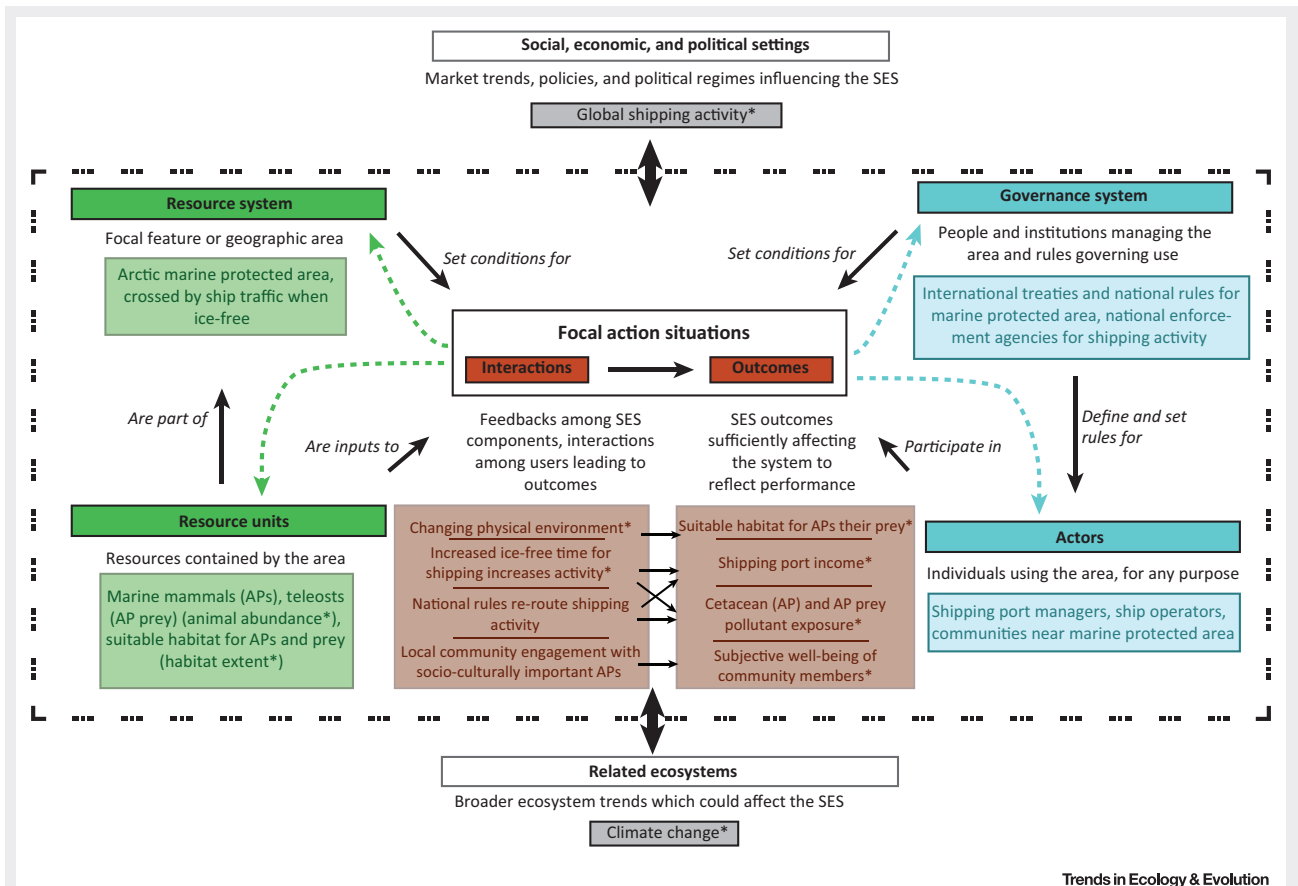 Social, economic, and political settings
Market trends, policies, and political regimes influencing the SES
Global shipping activity*
Resource system
Focal feature or geographic area
Arctic marine protected area,
crossed by ship traffic when
ice-free
Set conditions for
Governance system
People and institutions managing the
area and rules governing use
International treaties and national rules for
marine protected area, national enforce-
ment agencies for shipping activity
Set conditions for
Focal action situations
Interactions
Outcomes
Feedbacks among SES
components, interactions
among users leading to
outcomes
SES outcomes
sufficiently affecting
the system to
reflect performance
Are part of
Are inputs to
Participate in
Define and set
rules for
Resource units
Resources contained by the area
Marine mammals (APs), teleosts
(AP prey) (animal abundance*),
suitable habitat for APs and prey
(habitat extent*)
Changing physical environment*
Increased ice-free time for
shipping increases activity*
National rules re-route shipping
activity
Local community engagement with
socio-culturally important APs
Suitable habitat for APs their prey*
Shipping port income*
Cetacean (AP) and AP prey
pollutant exposure*
Subjective well-being of
community members*
Actors
Individuals using the area, for any purpose
Shipping port managers, ship operators,
communities near marine protected area
Related ecosystems
Broader ecosystem trends which could affect the SES
Climate change*
Trends in Ecology & Evolution